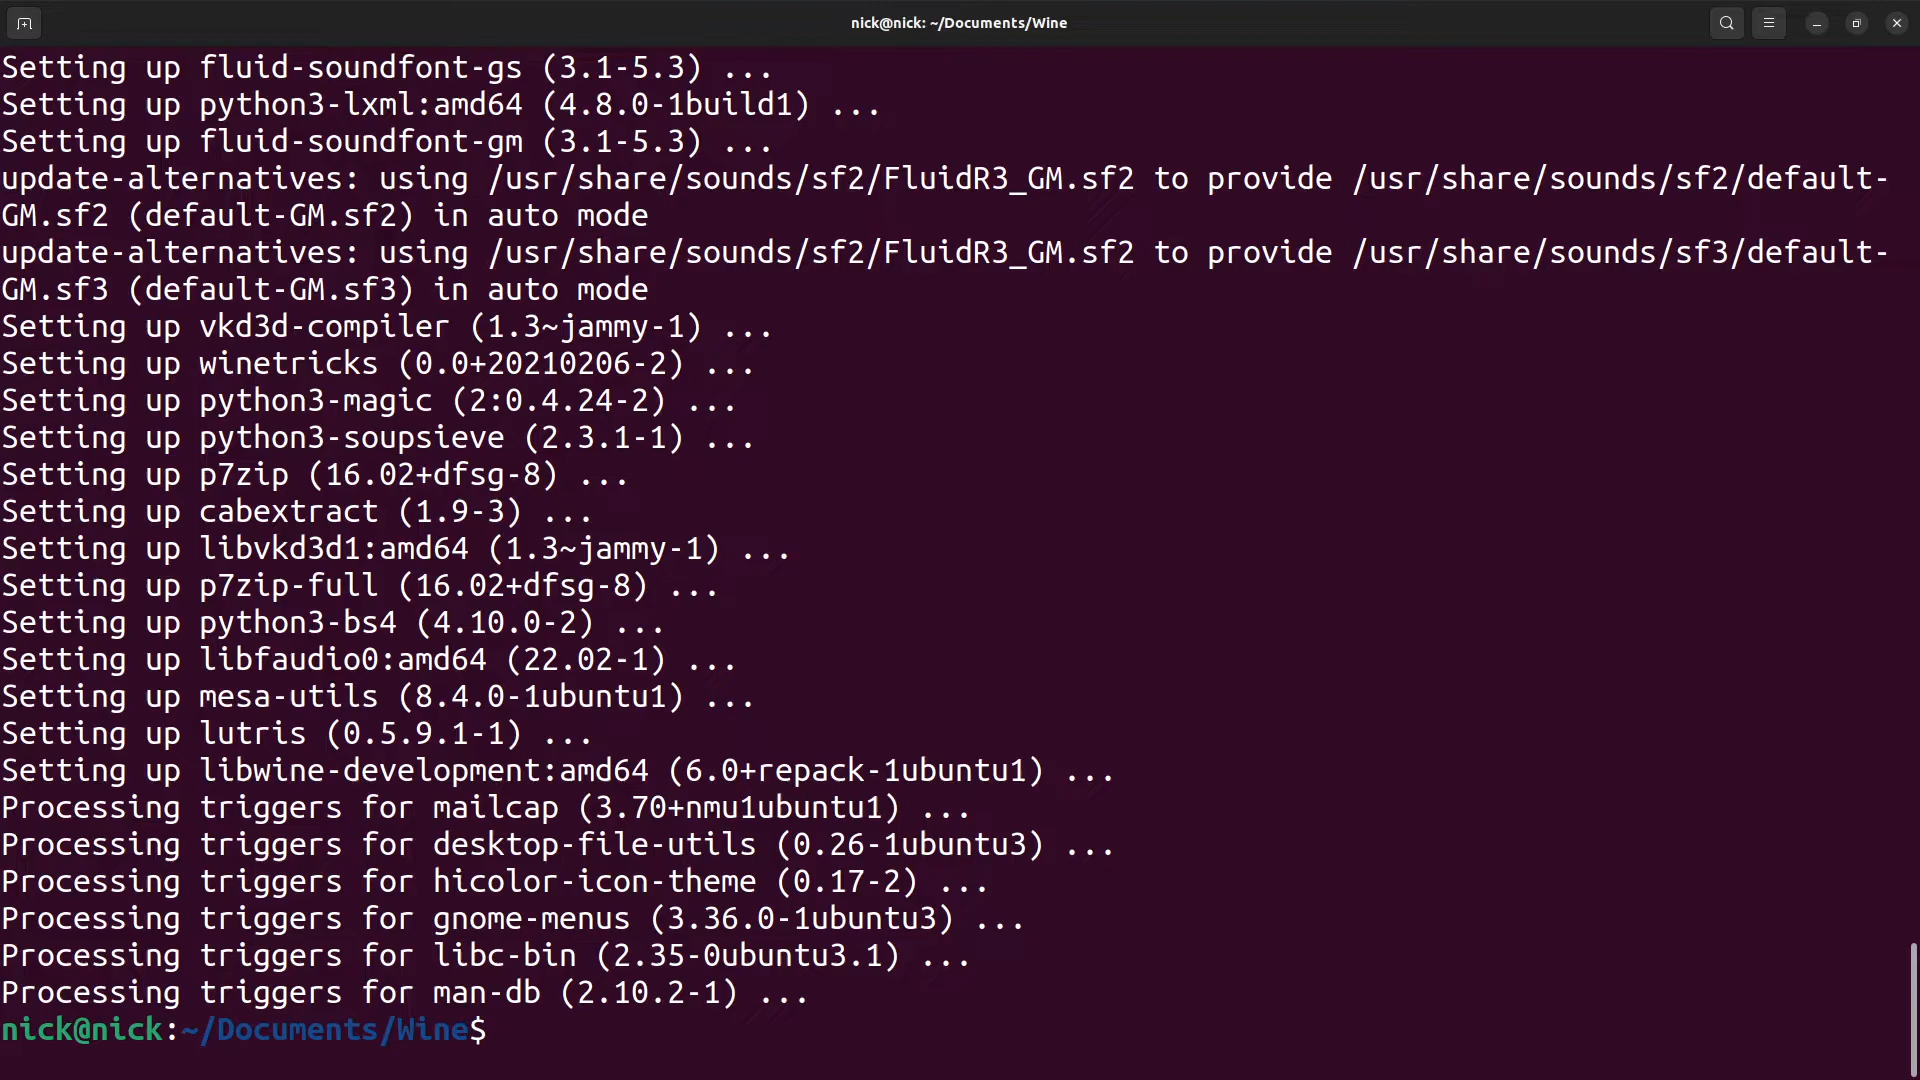 nick@nick: ~/Documents/Wine
Setting up fluid-soundfont-gs (3.1-5.3) ...
Setting up python3-lxml:amd64 (4.8.0-1build1) ...
Setting up fluid-soundfont-gm (3.1-5.3) ...
update-alternatives: using /usr/share/sounds/sf2/FluidR3_GM.sf2 to provide /usr/share/sounds/sf2/default-
GM.sf2 (default-GM.sf2) in auto mode
update-alternatives: using /usr/share/sounds/sf2/FluidR3_GM.sf2 to provide /usr/share/sounds/sf3/default-
GM.sf3 (default-GM.sf3) in auto mode
Setting up vkd3d-compiler (1.3~jammy-1) ...
Setting up winetricks (0.0+20210206-2) ...
Setting up python3-magic (2:0.4.24-2) ...
Setting up python3-soupsieve (2.3.1-1) ...
Setting up p7zip (16.02+dfsg-8) ...
Setting up cabextract (1.9-3) ...
Setting up libvkd3d1:amd64 (1.3~jammy-1) ...
Setting up p7zip-full (16.02+dfsg-8) ...
Setting up python3-bs4 (4.10.0-2) ...
Setting up libfaudio0:amd64 (22.02-1) ...
Setting up mesa-utils (8.4.0-1ubuntu1) ...
Setting up lutris (0.5.9.1-1) ...
Setting up libwine-development:amd64 (6.0+repack-1ubuntu1) ...
Processing triggers for mailcap (3.70+nmu1ubuntu1) ...
Processing triggers for desktop-file-utils (0.26-1ubuntu3) ...
Processing triggers for hicolor-icon-theme (0.17-2) ...
Processing triggers for gnome-menus (3.36.0-1ubuntu3) ...
Processing triggers for libc-bin (2.35-0ubuntu3.1) ...
Processing triggers for man-db (2.10.2-1) ...
nick@nick:~/Documents/Wine$